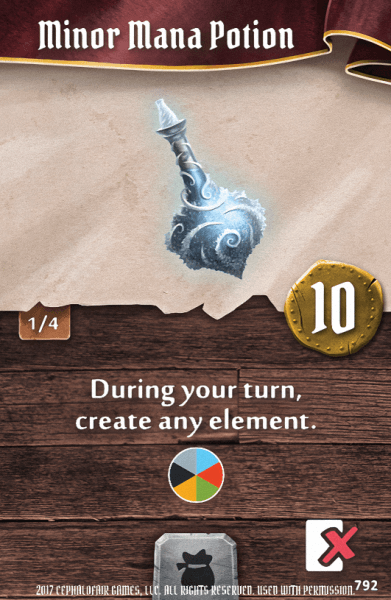 Minor Mana Potion
10
1/4
During your turn,
create any element.
2017 CEPHALOFAIR GAMES, LLC. ALL RIGHTS RESERVED. USED WITH PERMISSION.
792